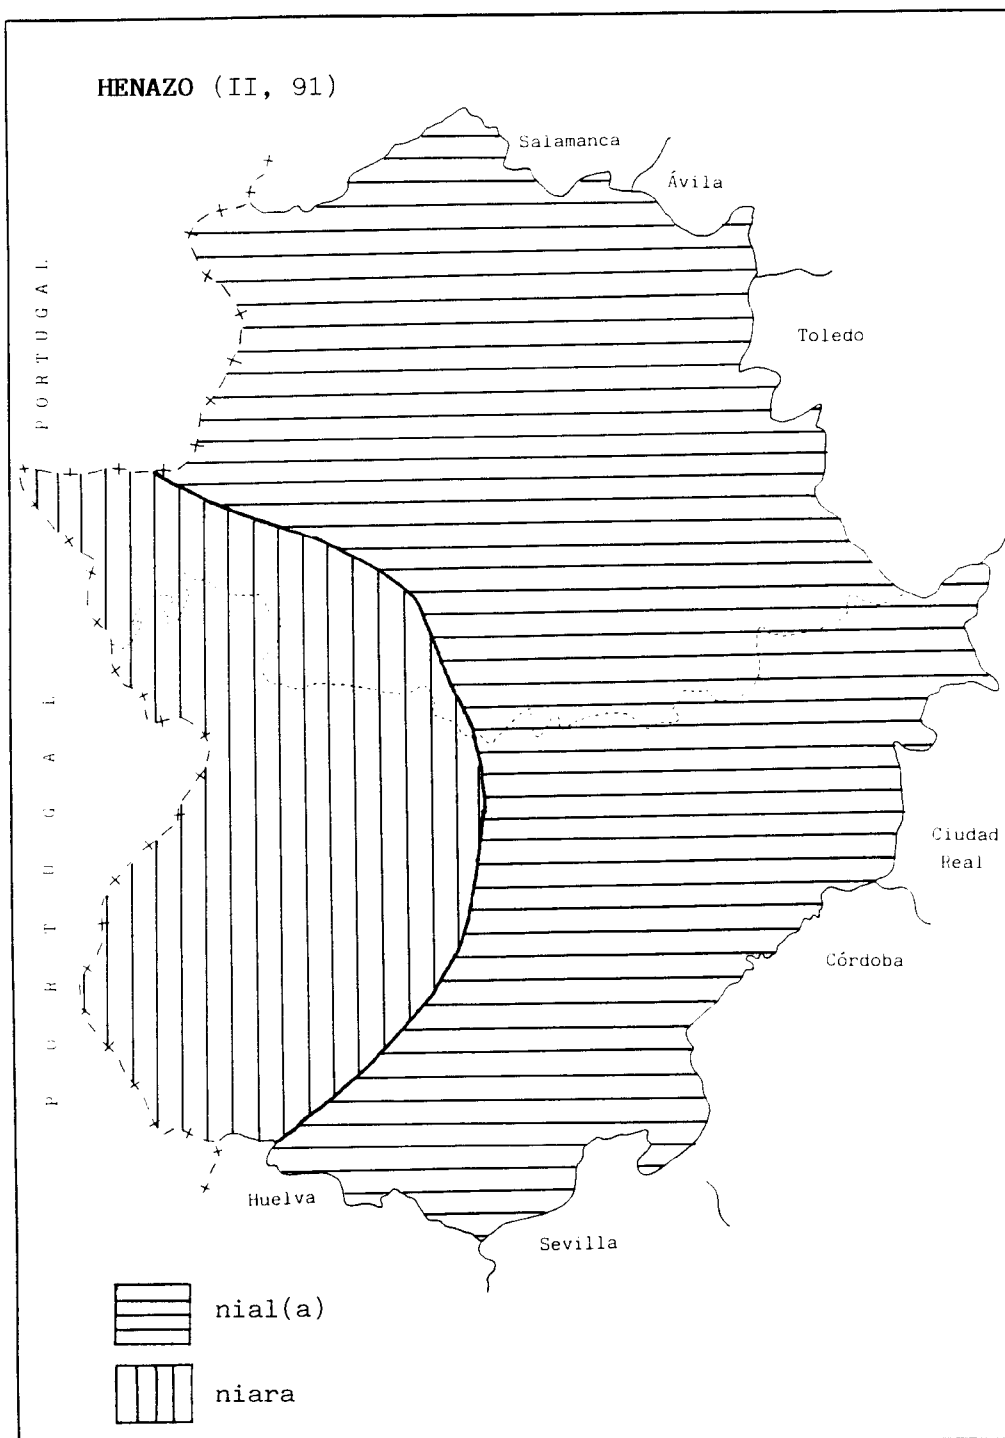 HENAZO (II, 91)
Salamanca
Ávila
PORTUGAL
Toledo
PORTUGAL
Ciudad
Real
Córdoba
Huelva
Sevilla
nial(a)
niara